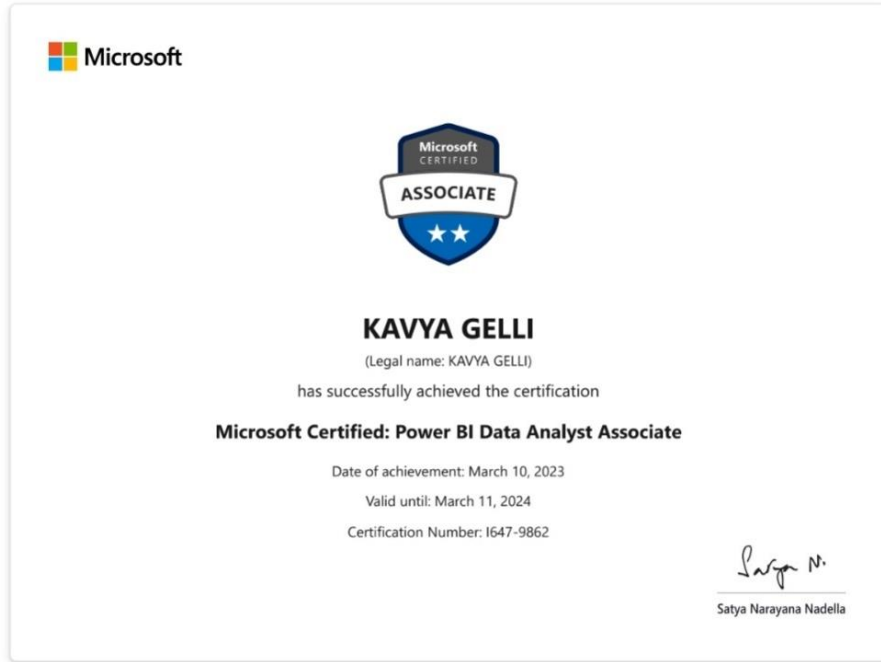 Microsoft
Microsoft
CERTIFIED
ASSOCIATE
KAVYA GELLI
(Legal name: KAVYA GELLI)
has successfully achieved the certification
Microsoft Certified: Power BI Data Analyst Associate
Date of achievement: March 10, 2023
Valid until: March 11, 2024
Certification Number: I647-9862
Satya N.
Satya Narayana Nadella